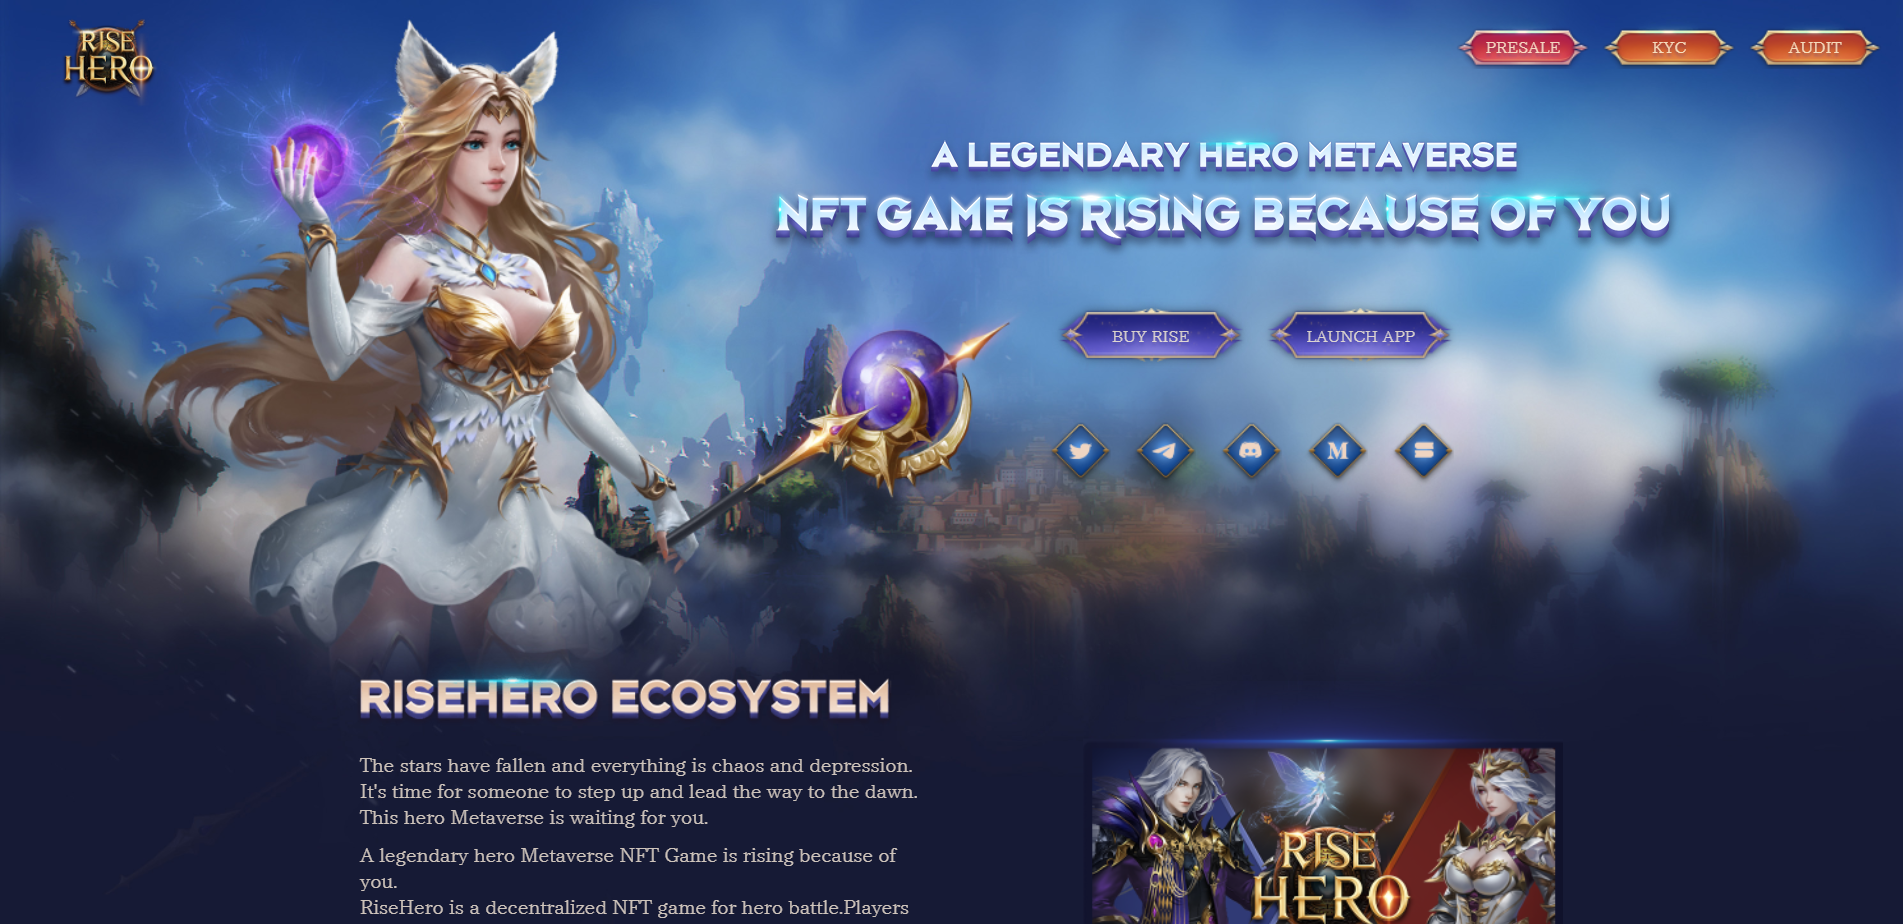 RISE
HERO
PRESALE
KYC
AUDIT
A LEGENDARY HERO METAVERSE
NFT GAME IS RISING BECAUSE OF YOU
BUY RISE
LAUNCH APP
M
RISEHERO ECOSYSTEM
The stars have fallen and everything is chaos and depression.
It's time for someone to step up and lead the way to the dawn.
This hero Metaverse is waiting for you.
A legendary hero Metaverse NFT Game is rising because of
you.
RiseHero is a decentralized NFT game for hero battle.Players
RISE
HERO